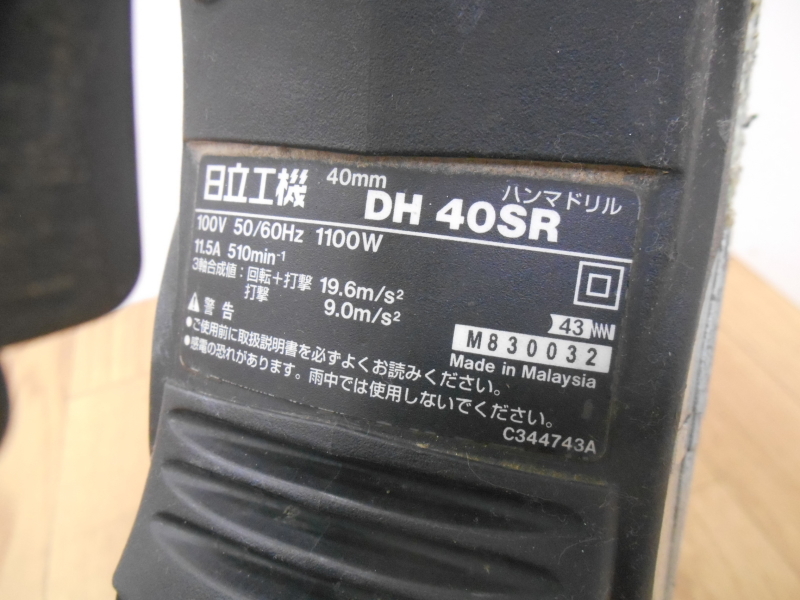 日立工機 40mm DH 40SR ハンマドリル
100V 50/60Hz 1100W
11.5A 510min⁻¹
3軸合成値:回転+打撃 19.6m/s²
打撃 9.0m/s²
警告
●ご使用前に取扱説明書を必ずよくお読みください。
●感電の恐れがあります。雨中では使用しないでください。
43
M830032
Made in Malaysia
C344743A